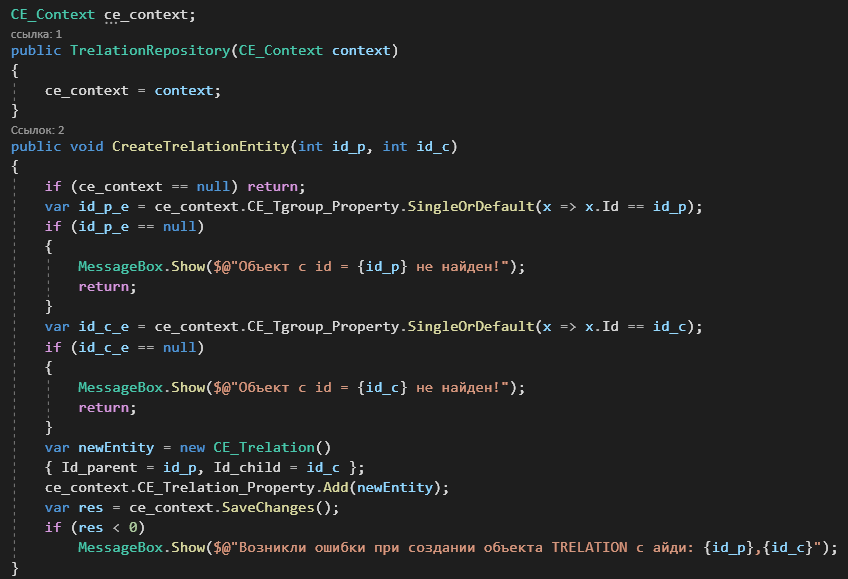 CE_Context ce_context;
ссылка: 1
public TrelationRepository(CE_Context context)
{
ce_context = context;
}
Ссылок: 2
public void CreateTrelationEntity(int id_p, int id_c)
{
if (ce_context == null) return;
var id_p_e = ce_context.CE_Tgroup_Property.SingleOrDefault(x => x.Id == id_p);
if (id_p_e == null)
{
MessageBox.Show($@"Объект с id = {id_p} не найден!");
return;
}
var id_c_e = ce_context.CE_Tgroup_Property.SingleOrDefault(x => x.Id == id_c);
if (id_c_e == null)
{
MessageBox.Show($@"Объект с id = {id_c} не найден!");
return;
}
var newEntity = new CE_Trelation()
{ Id_parent = id_p, Id_child = id_c };
ce_context.CE_Trelation_Property.Add(newEntity);
var res = ce_context.SaveChanges();
if (res < 0)
MessageBox.Show($@"Возникли ошибки при создании объекта TRELATION с айди: {id_p},{id_c}");
}